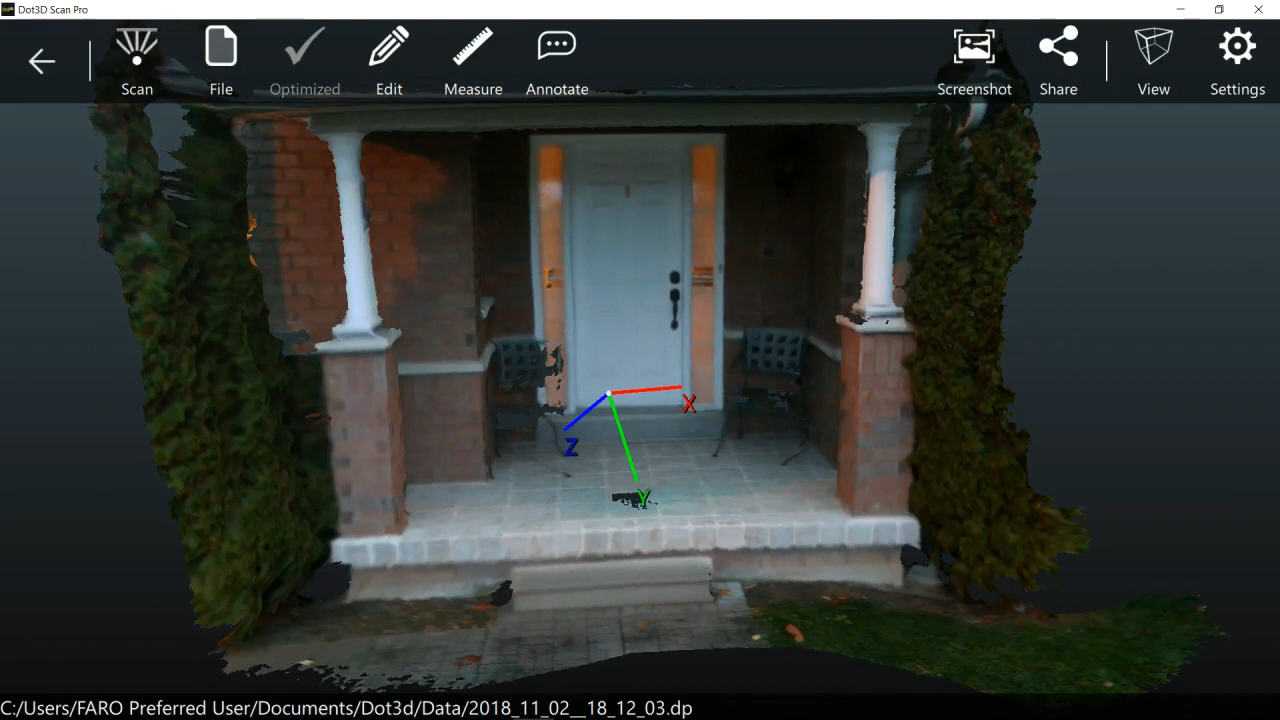 Dot3D Scan Pro
Scan File Optimized Edit Measure Annotate Screenshot Share View Settings
X
Z
Y
C:/Users/FARO Preferred User/Documents/Dot3d/Data/2018_11_02__18_12_03.dp